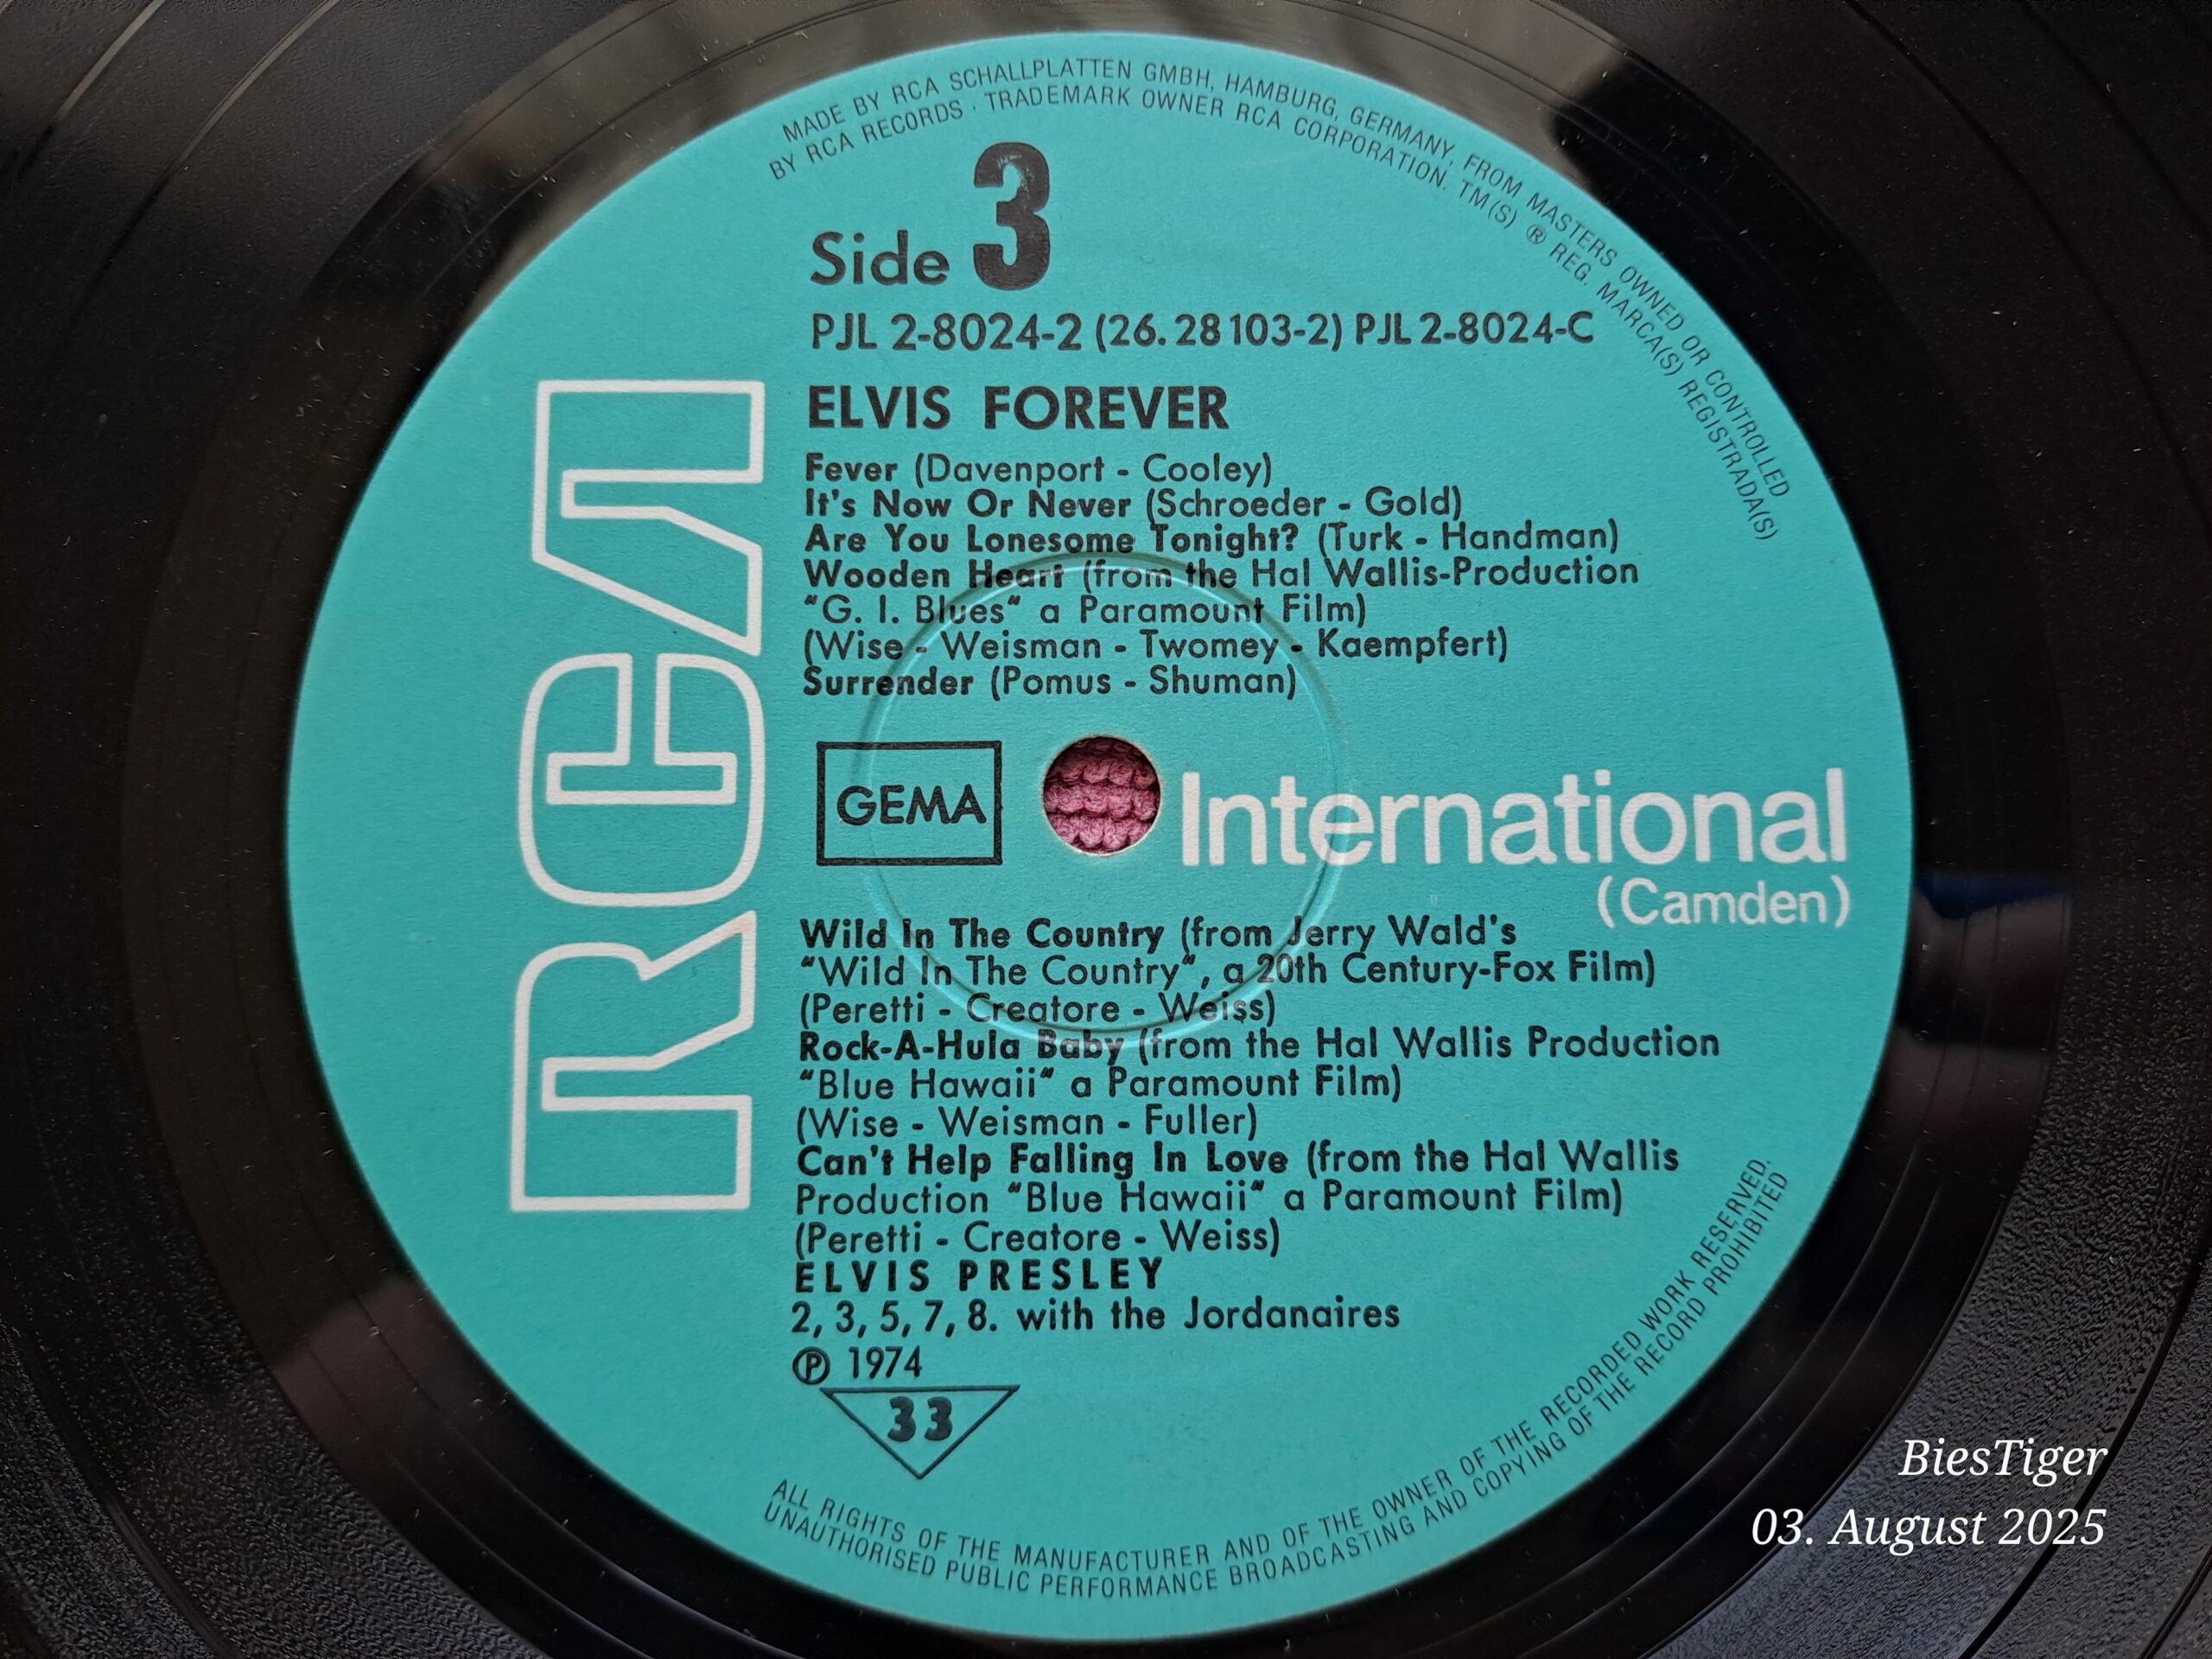 MADE BY RCA SCHALLPLATTEN GMBH, HAMBURG, GERMANY, FROM MASTERS OWNED OR CONTROLLED
BY RCA RECORDS · TRADEMARK OWNER RCA CORPORATION. TM(S) ® REG. MARCA(S) REGISTRADA(S)
Side 3
PJL 2-8024-2 (26.28103-2) PJL 2-8024-C
ELVIS FOREVER
Fever (Davenport - Cooley)
It's Now Or Never (Schroeder - Gold)
Are You Lonesome Tonight? (Turk - Handman)
Wooden Heart (from the Hal Wallis-Production
“G. I. Blues“ a Paramount Film)
(Wise - Weisman - Twomey - Kaempfert)
Surrender (Pomus - Shuman)
RCA
GEMA
International
(Camden)
Wild In The Country (from Jerry Wald's
“Wild In The Country“, a 20th Century-Fox Film)
(Peretti - Creatore - Weiss)
Rock-A-Hula Baby (from the Hal Wallis Production
“Blue Hawaii“ a Paramount Film)
(Wise - Weisman - Fuller)
Can't Help Falling In Love (from the Hal Wallis
Production “Blue Hawaii“ a Paramount Film)
(Peretti - Creatore - Weiss)
ELVIS PRESLEY
2, 3, 5, 7, 8. with the Jordanaires
℗ 1974
33
ALL RIGHTS OF THE MANUFACTURER AND OF THE OWNER OF THE RECORDED WORK RESERVED.
UNAUTHORISED PUBLIC PERFORMANCE BROADCASTING AND COPYING OF THE RECORD PROHIBITED
BiesTiger
03. August 2025